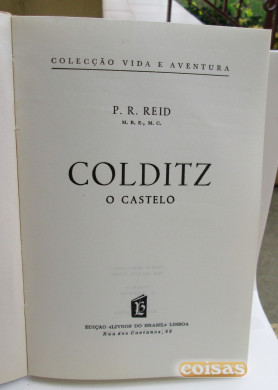 COLECÇÃO VIDA E AVENTURA
P. R. REID
M. B. E., M. C.
COLDITZ
O CASTELO
EDIÇÃO «LIVROS DO BRASIL» LISBOA
Rua dos Caetanos, 22
coisas